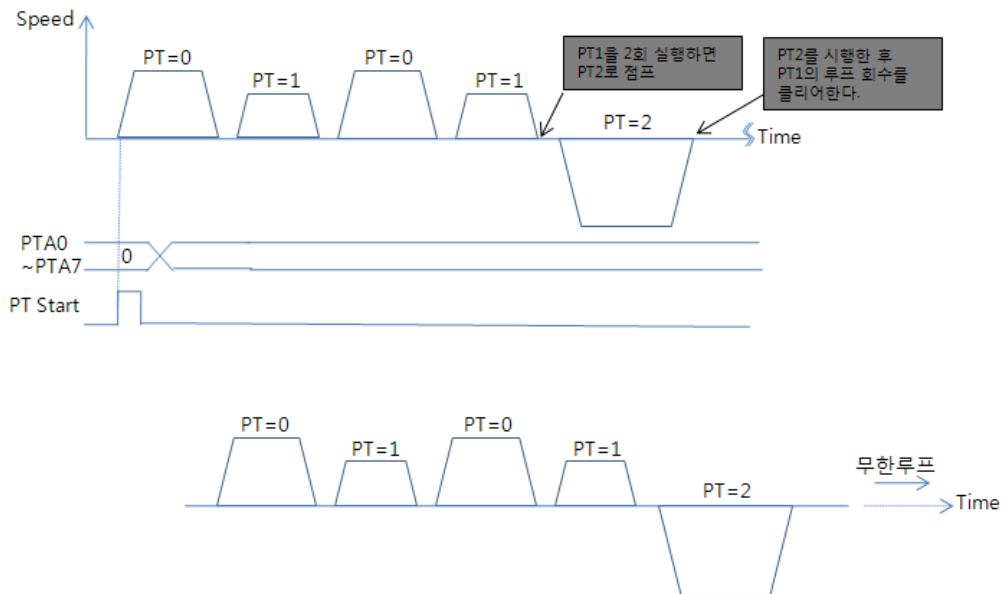 Speed
PT=0
PT=1
PT=0
PT=1
PT1을 2회 실행하면
PT2로 점프
PT2를 시행한 후
PT1의 루프 회수를
클리어한다.
PT=2
Time
PTA0
~PTA7
0
PT Start
PT=0
PT=1
PT=0
PT=1
PT=2
무한루프
Time